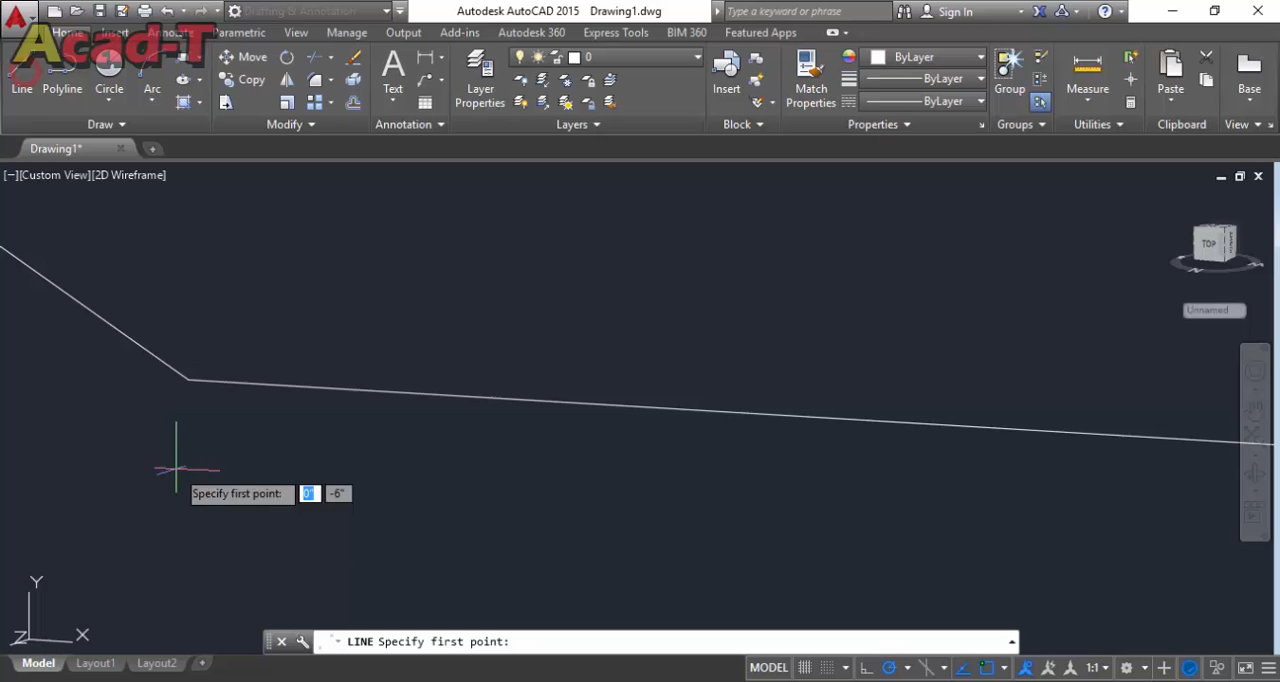 Autodesk AutoCAD 2015 Drawing1.dwg
Drafting & Annotation
Type a keyword or phrase
Sign In
Acad-T
Home Insert Annotate Parametric View Manage Output Add-ins Autodesk 360 Express Tools BIM 360 Featured Apps
Line Polyline Circle Arc
Move
Copy
Text
Layer Properties
0
Insert
Match Properties
ByLayer
ByLayer
ByLayer
Group
Measure
Paste
Base
Draw Modify Annotation Layers Block Properties Groups Utilities Clipboard View
Drawing1*
[−][Custom View][2D Wireframe]
TOP
Unnamed
Specify first point: 0" -6"
Y
Z X
LINE Specify first point:
Model Layout1 Layout2
MODEL 1:1